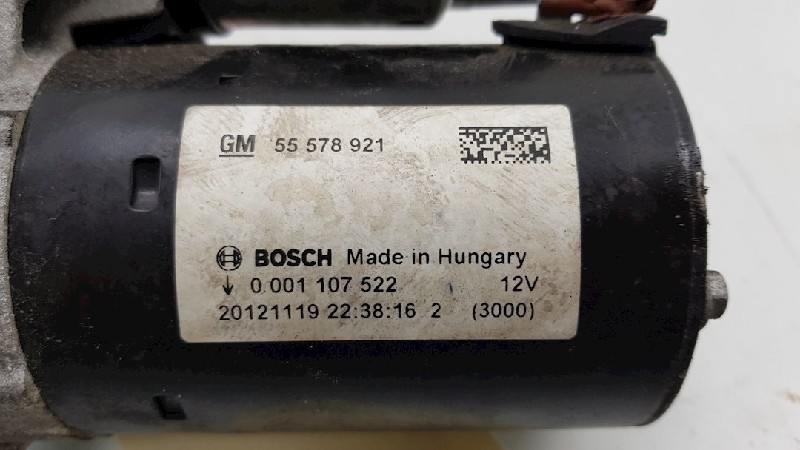 GM 55 578 921
BOSCH Made in Hungary
0 001 107 522 12V
20121119 22:38:16 2 (3000)